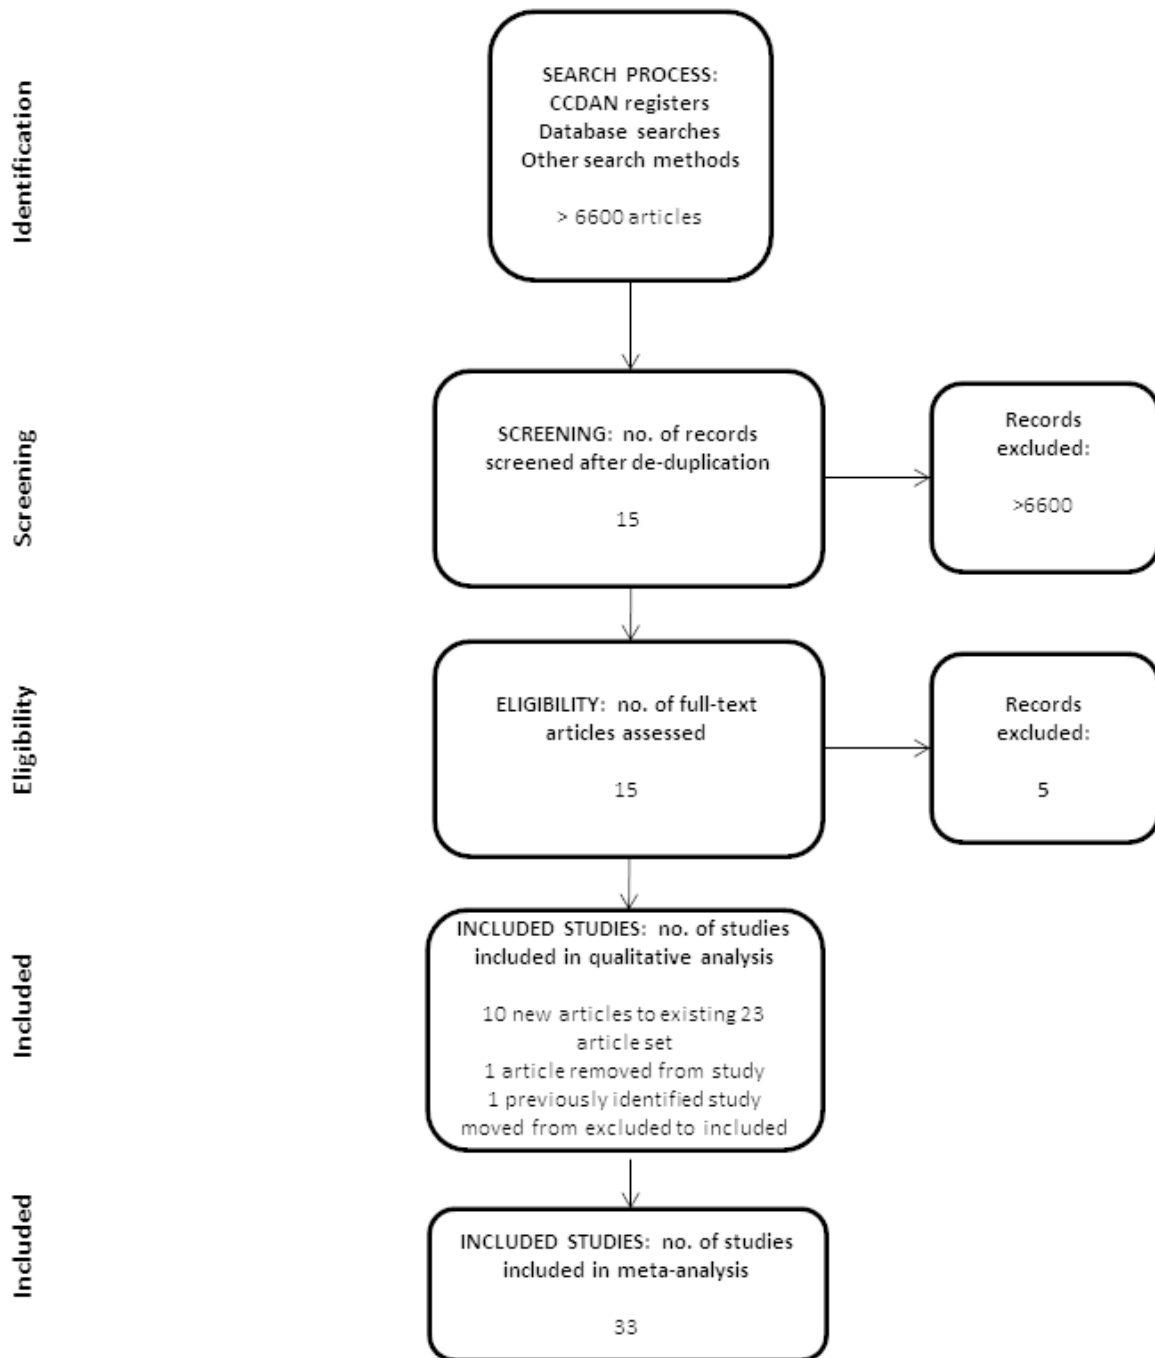 Identification
SEARCH PROCESS:
CCDAN registers
Database searches
Other search methods
> 6600 articles
Screening
SCREENING: no. of records
screened after de-duplication
15
Records
excluded:
>6600
Eligibility
ELIGIBILITY: no. of full-text
articles assessed
15
Records
excluded:
5
Included
INCLUDED STUDIES: no. of studies
included in qualitative analysis
10 new articles to existing 23
article set
1 article removed from study
1 previously identified study
moved from excluded to included
Included
INCLUDED STUDIES: no. of studies
included in meta-analysis
33